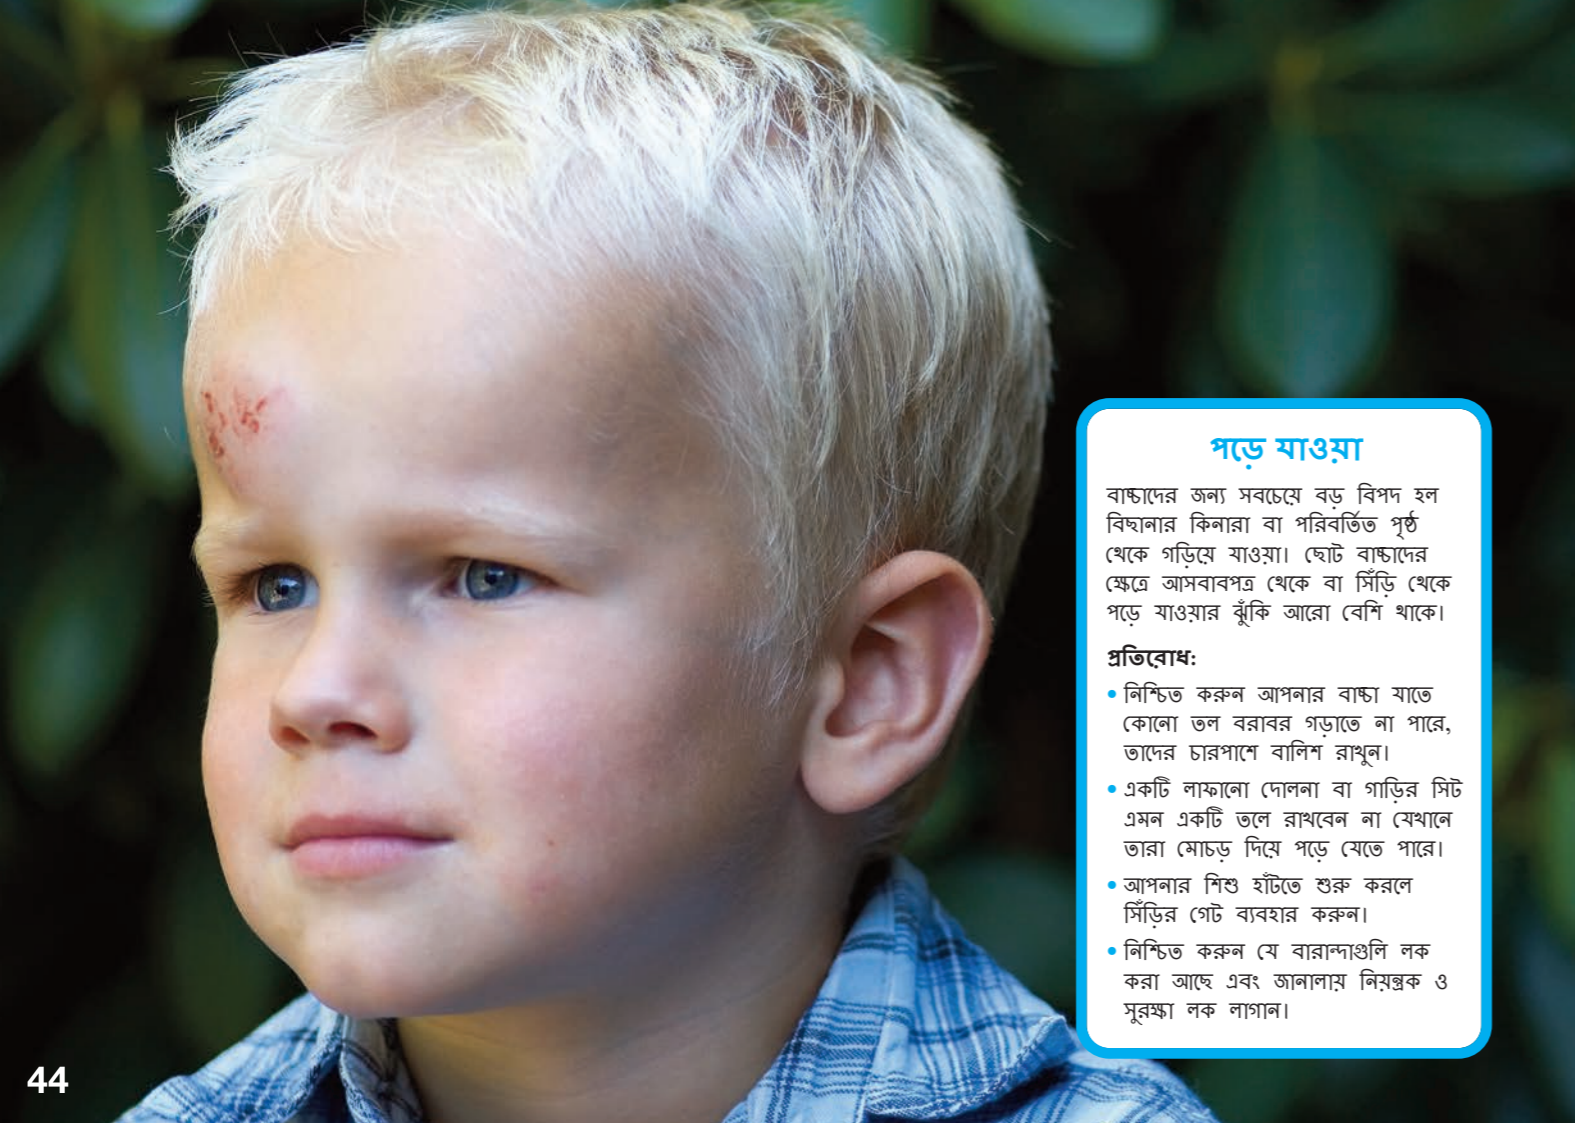 পড়ে যাওয়া
বাচ্চাদের জন্য সবচেয়ে বড় বিপদ হল
বিছানার কিনারা বা পরিবর্তিত পৃষ্ঠ
থেকে গড়িয়ে যাওয়া। ছোট বাচ্চাদের
ক্ষেত্রে আসবাবপত্র থেকে বা সিঁড়ি থেকে
পড়ে যাওয়ার ঝুঁকি আরো বেশি থাকে।
প্রতিরোধ:
• নিশ্চিত করুন আপনার বাচ্চা যাতে
কোনো তল বরাবর গড়াতে না পারে,
তাদের চারপাশে বালিশ রাখুন।
• একটি লাফানো দোলনা বা গাড়ির সিট
এমন একটি তলে রাখবেন না যেখানে
তারা মোচড় দিয়ে পড়ে যেতে পারে।
• আপনার শিশু হাঁটতে শুরু করলে
সিঁড়ির গেট ব্যবহার করুন।
• নিশ্চিত করুন যে বারান্দাগুলি লক
করা আছে এবং জানালায় নিয়ন্ত্রক ও
সুরক্ষা লক লাগান।
44